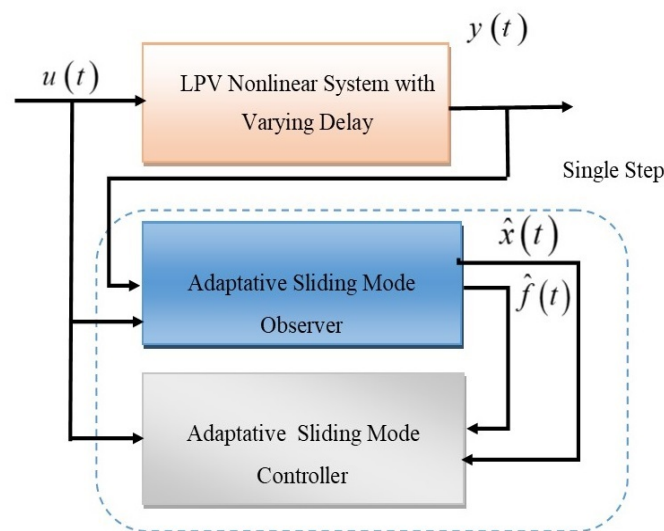 y(t)
u(t)
LPV Nonlinear System with
Varying Delay
Single Step
x̂(t)
Adaptative Sliding Mode
Observer
f̂(t)
Adaptative Sliding Mode
Controller